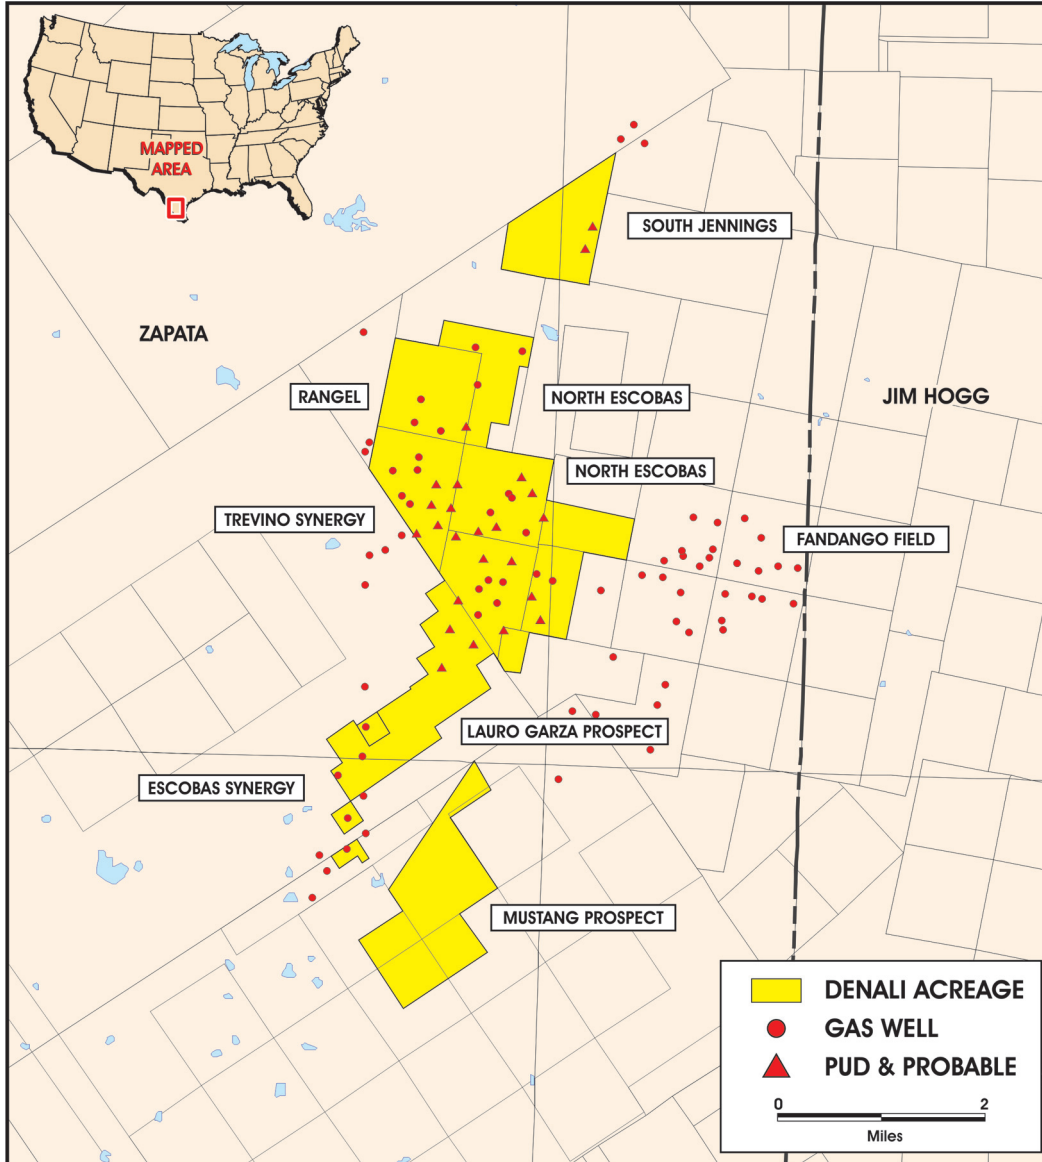 MAPPED
AREA
SOUTH JENNINGS
ZAPATA
RANGEL
NORTH ESCOBAS
JIM HOGG
NORTH ESCOBAS
TREVINO SYNERGY
FANDANGO FIELD
LAURO GARZA PROSPECT
ESCOBAS SYNERGY
MUSTANG PROSPECT
DENALI ACREAGE
GAS WELL
PUD & PROBABLE
0 2
Miles